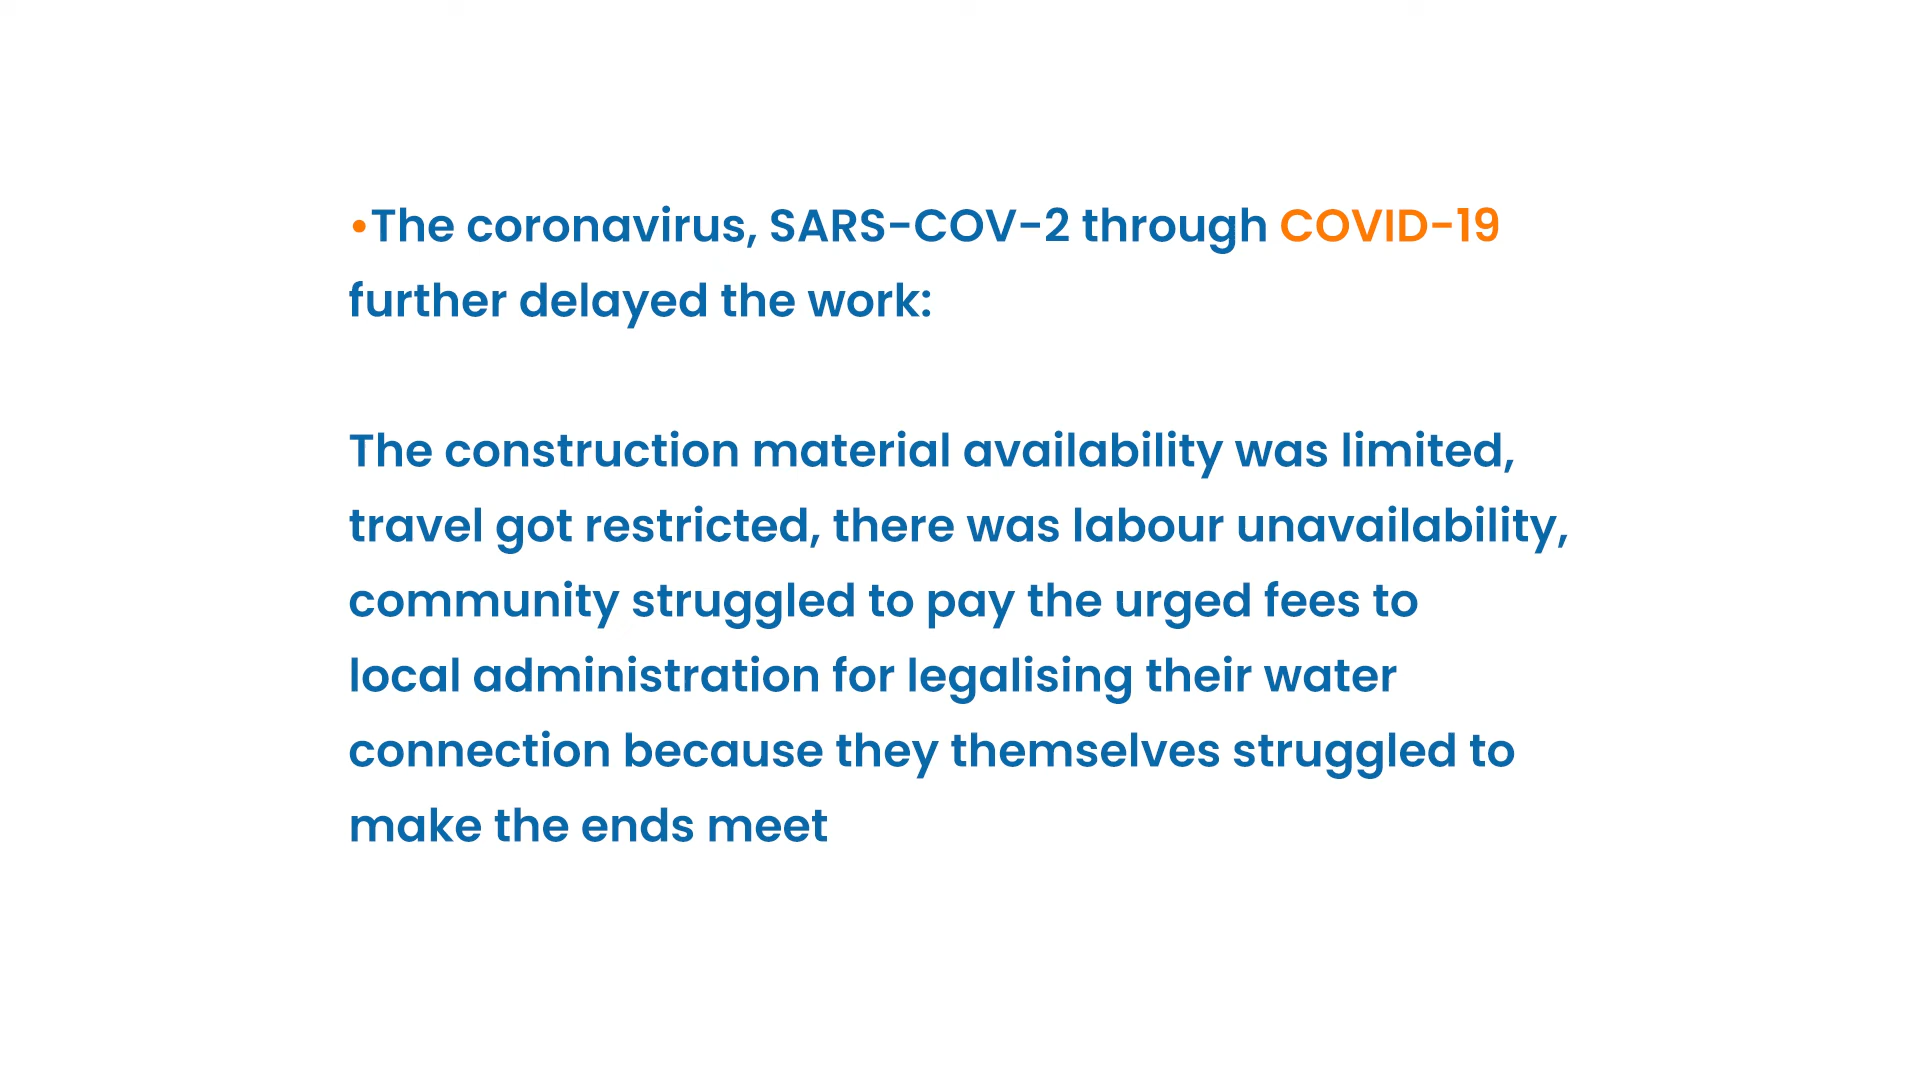 •The coronavirus, SARS-COV-2 through COVID-19
further delayed the work:
The construction material availability was limited,
travel got restricted, there was labour unavailability,
community struggled to pay the urged fees to
local administration for legalising their water
connection because they themselves struggled to
make the ends meet